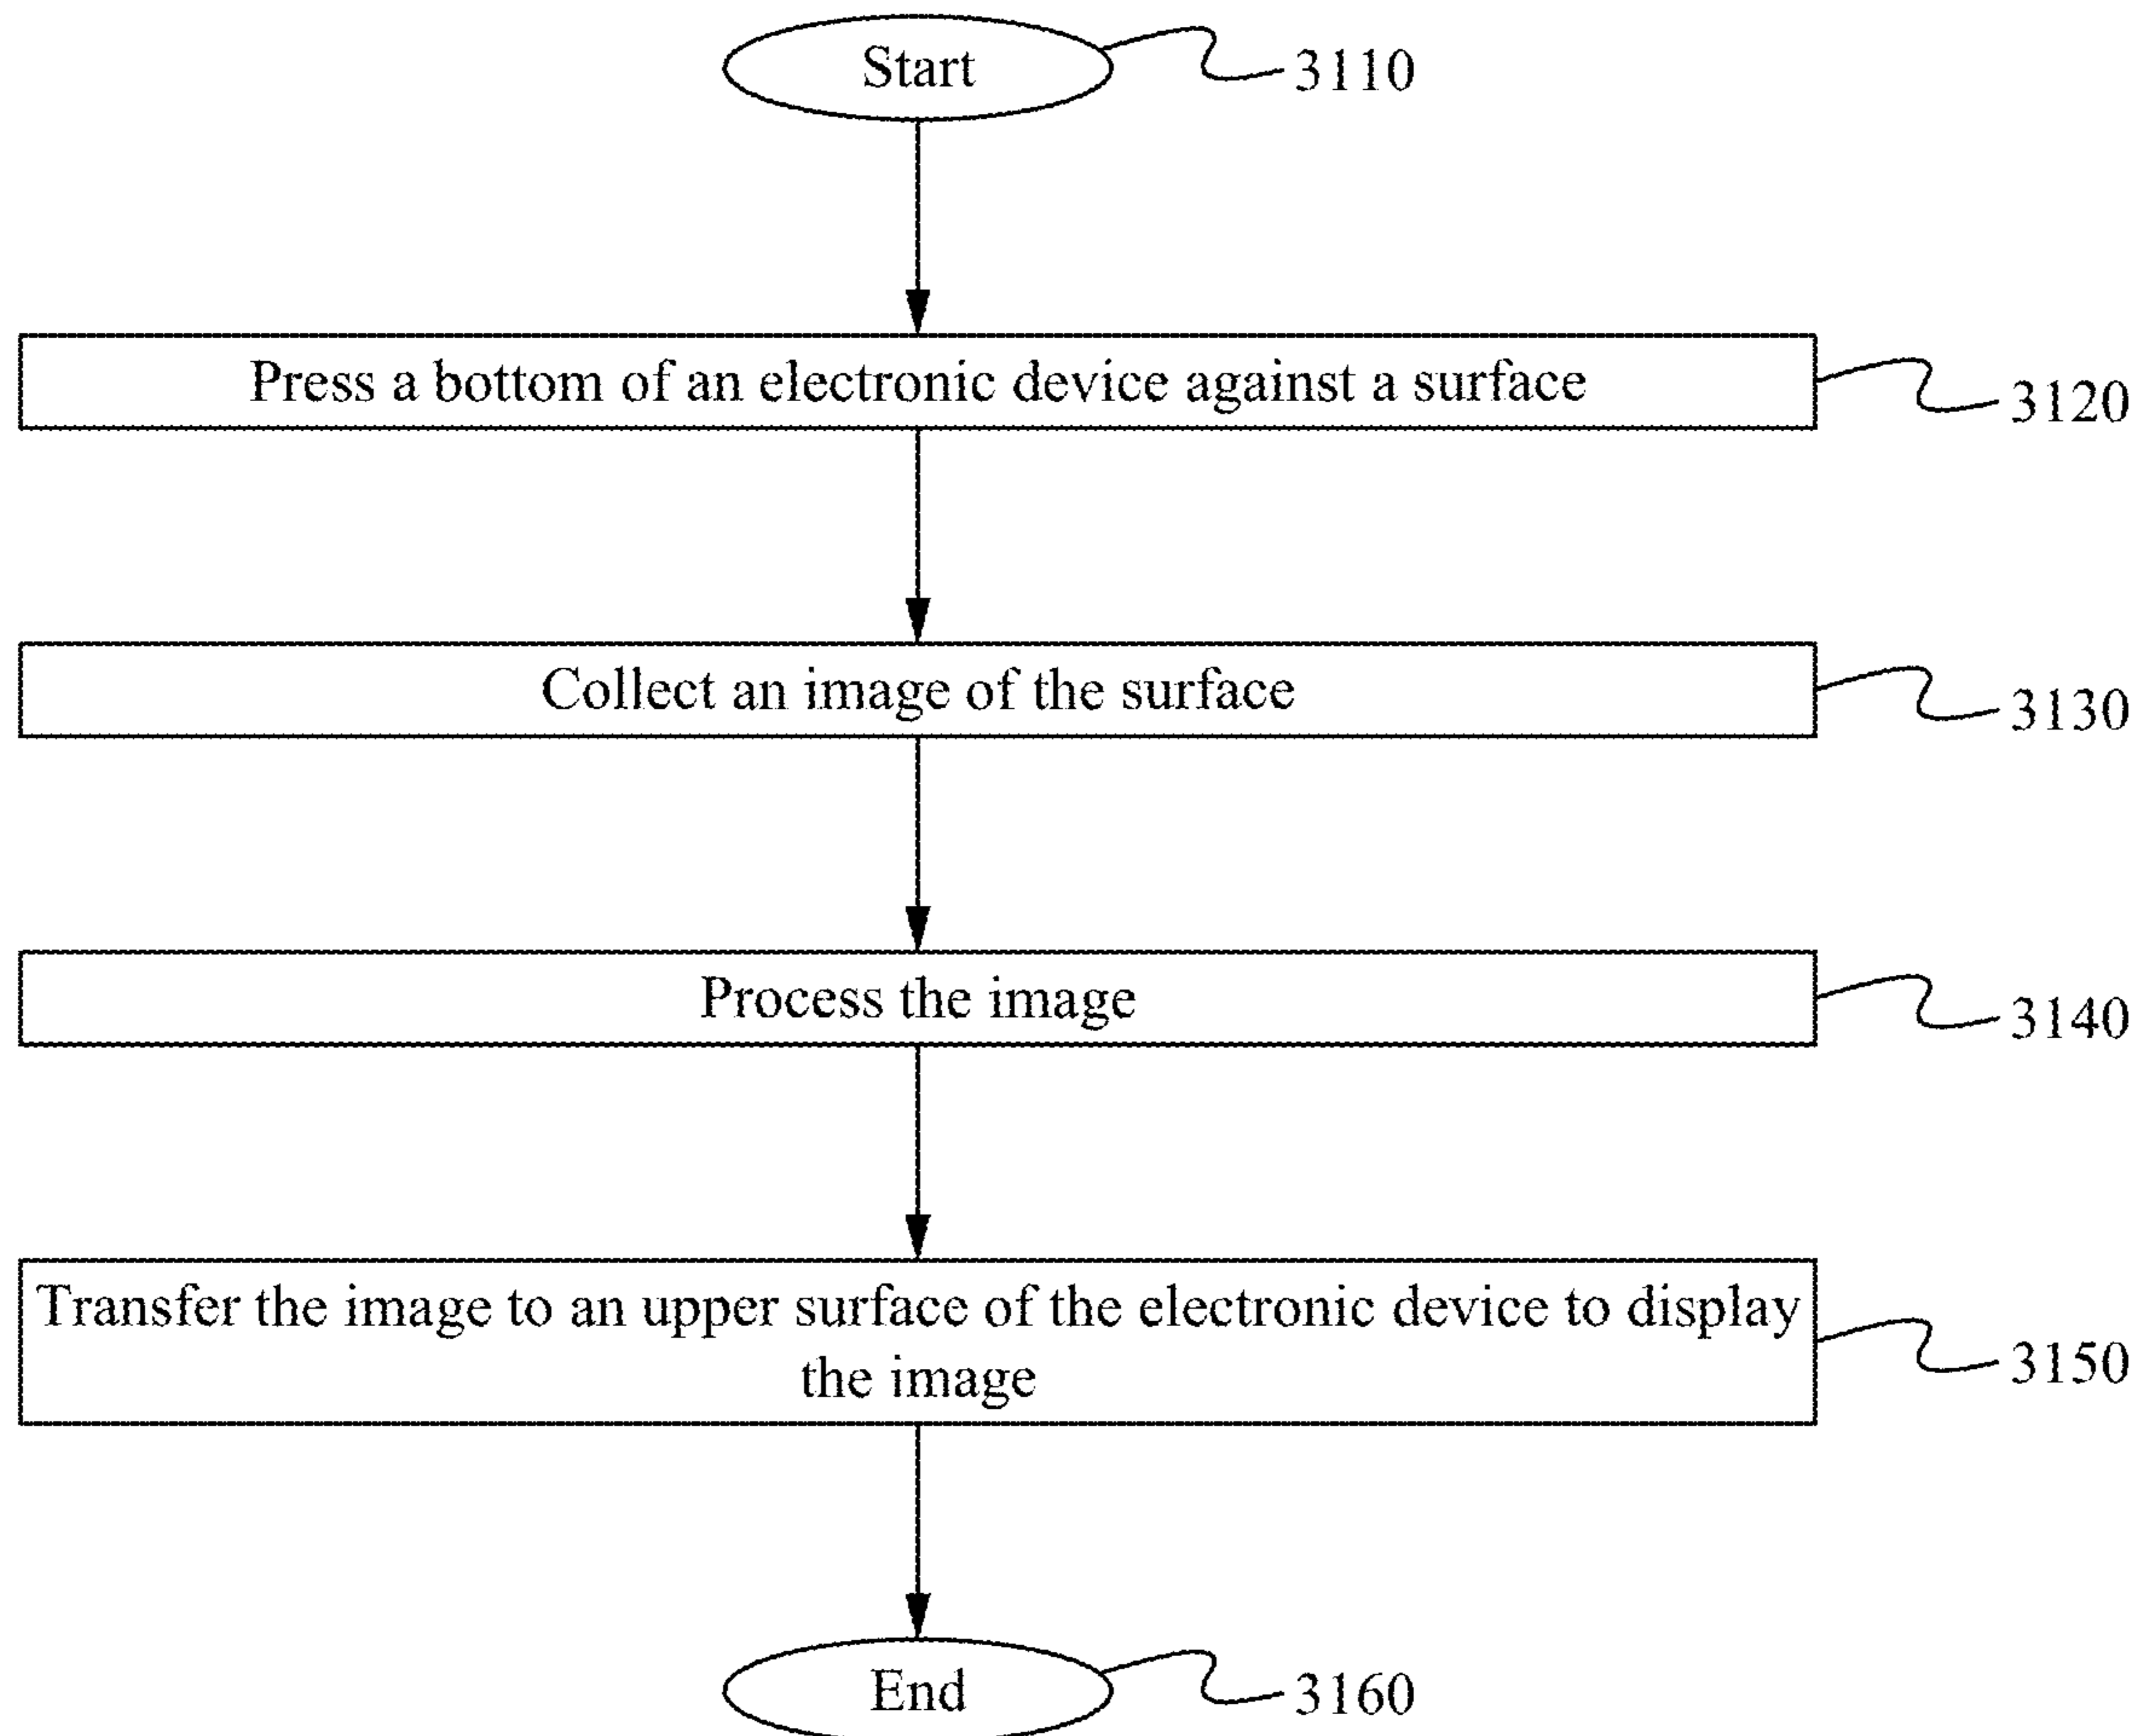 Start
3110
Press a bottom of an electronic device against a surface
3120
Collect an image of the surface
3130
Process the image
3140
Transfer the image to an upper surface of the electronic device to display
the image
3150
End
3160